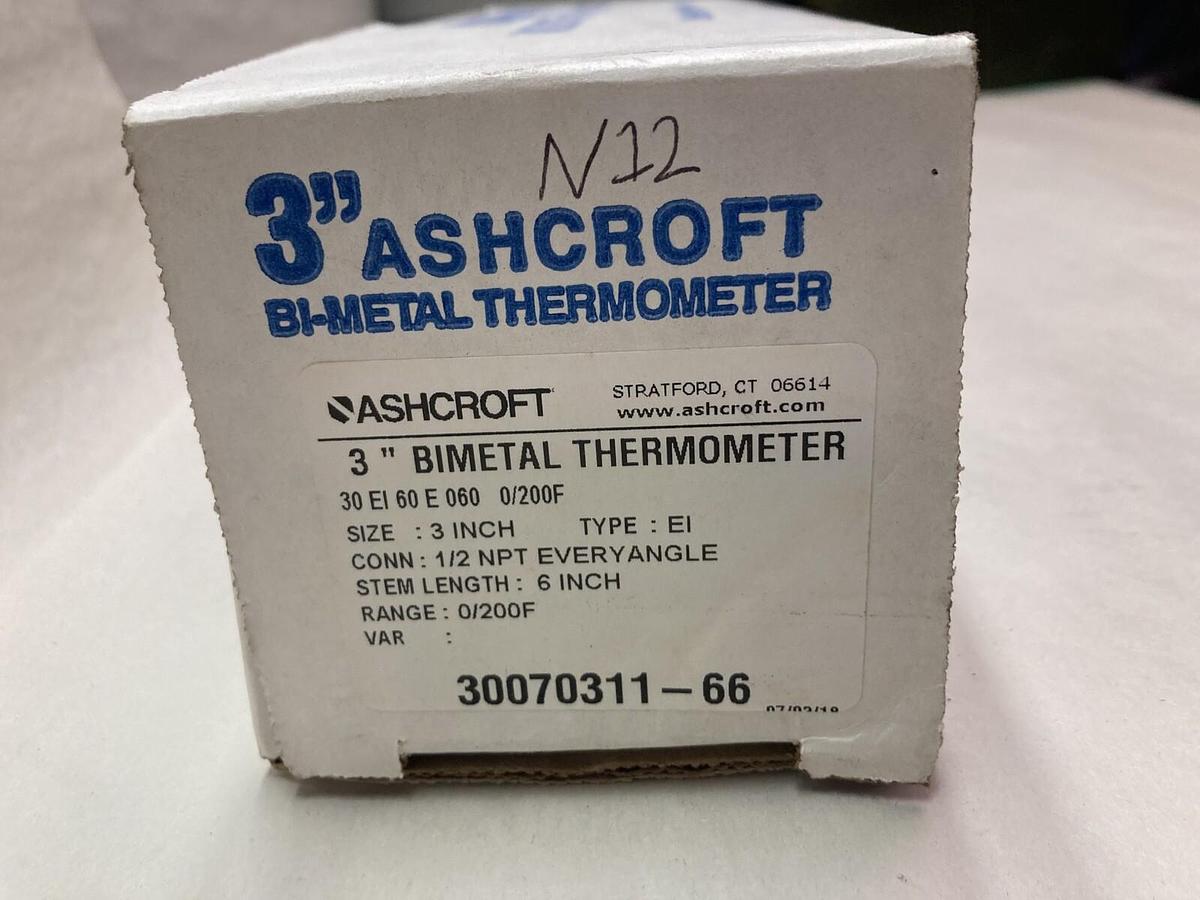 N12
3" ASHCROFT
BI-METAL THERMOMETER
ASHCROFT STRATFORD, CT 06614
www.ashcroft.com
3 " BIMETAL THERMOMETER
30 EI 60 E 060 0/200F
SIZE : 3 INCH TYPE : EI
CONN : 1/2 NPT EVERYANGLE
STEM LENGTH : 6 INCH
RANGE : 0/200F
VAR :
30070311-66